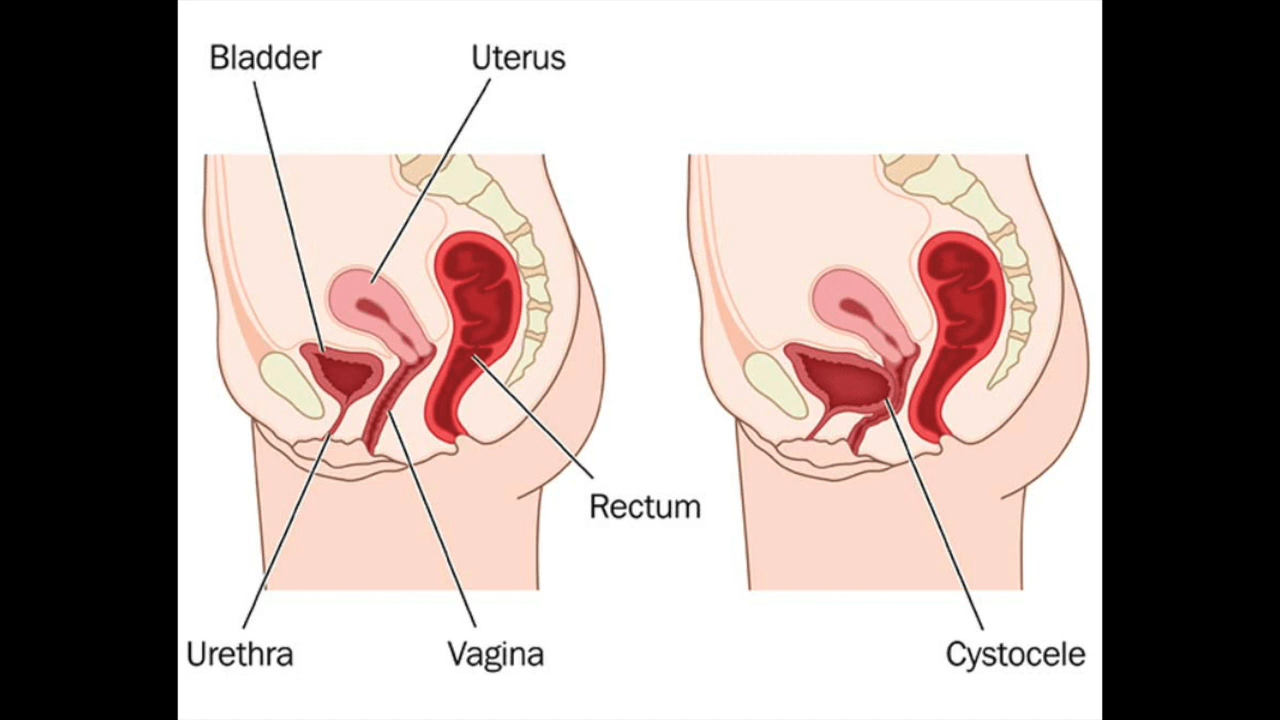 Bladder
Uterus
Rectum
Urethra
Vagina
Cystocele